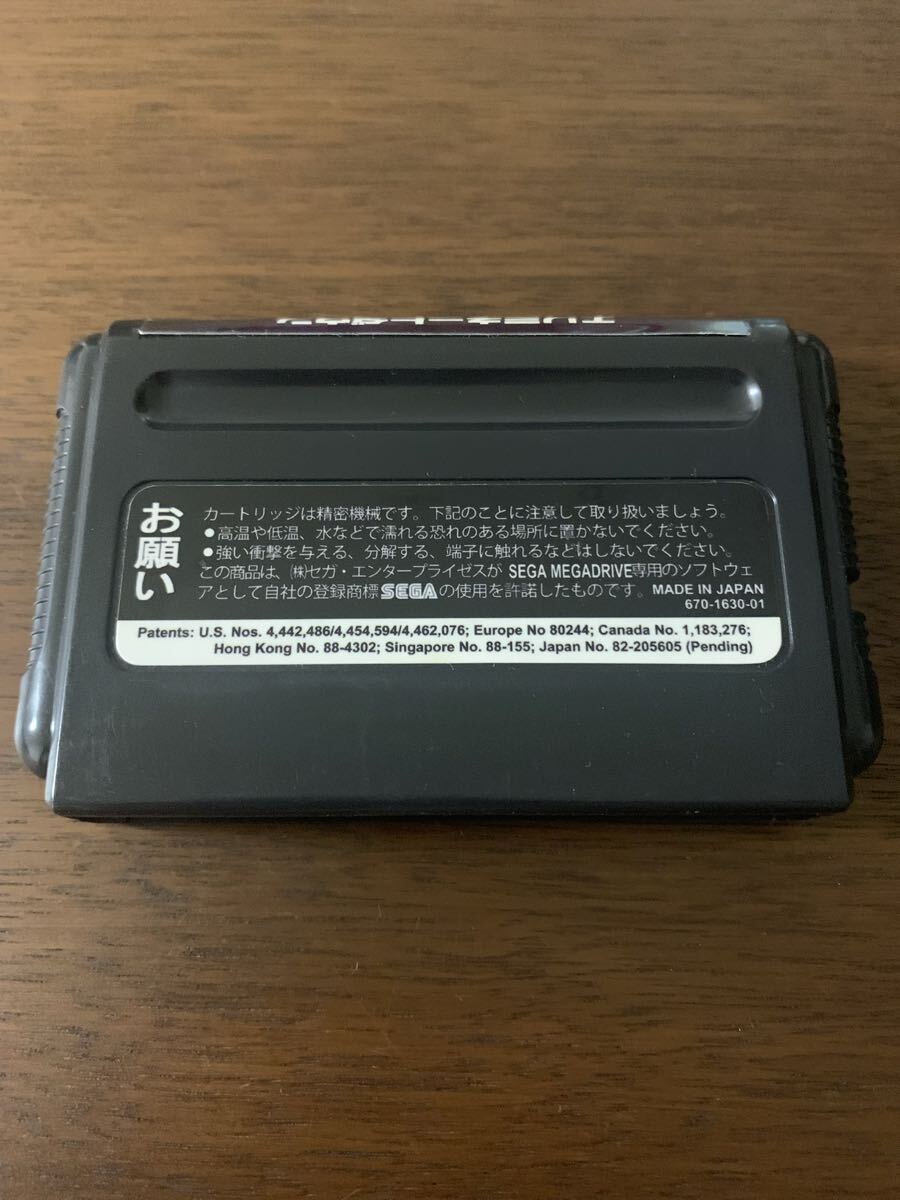 お願い
カートリッジは精密機械です。下記のことに注意して取り扱いましょう。
●高温や低温、水などで濡れる恐れのある場所に置かないでください。
●強い衝撃を与える、分解する、端子に触れるなどはしないでください。
この商品は、㈱セガ・エンタープライゼスが SEGA MEGADRIVE専用のソフトウェ
アとして自社の登録商標SEGAの使用を許諾したものです。 MADE IN JAPAN
670-1630-01
Patents: U.S. Nos. 4,442,486/4,454,594/4,462,076; Europe No 80244; Canada No. 1,183,276;
Hong Kong No. 88-4302; Singapore No. 88-155; Japan No. 82-205605 (Pending)